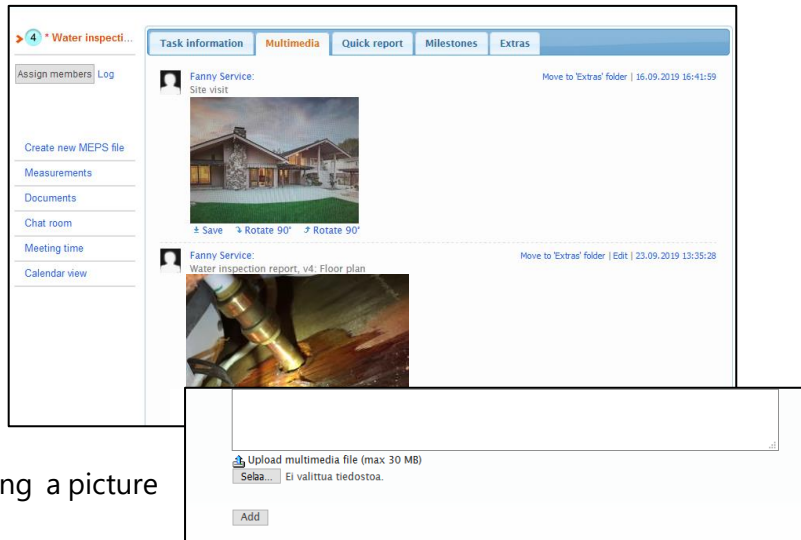 4 * Water inspecti...
Task information Multimedia Quick report Milestones Extras
Assign members Log
Create new MEPS file
Measurements
Documents
Chat room
Meeting time
Calendar view
Fanny Service: Move to 'Extras' folder | 16.09.2019 16:41:59
Site visit
Save Rotate 90° Rotate 90°
Fanny Service: Move to 'Extras' folder | Edit | 23.09.2019 13:35:28
Water inspection report, v4: Floor plan
Upload multimedia file (max 30 MB)
Selaa... Ei valittua tiedostoa.
Add
ng a picture